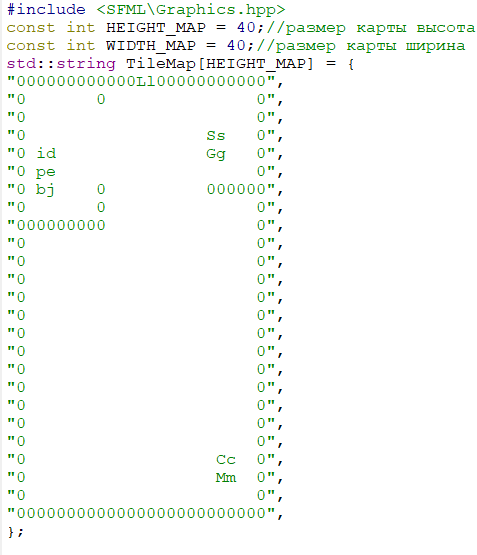 #include <SFML\Graphics.hpp>
const int HEIGHT_MAP = 40;//размер карты высота
const int WIDTH_MAP = 40;//размер карты ширина
std::string TileMap[HEIGHT_MAP] = {
"000000000000Ll00000000000",
"0       0               0",
"0                       0",
"0                  Ss   0",
"0 id               Gg   0",
"0 pe                    0",
"0 bj    0          000000",
"0       0               0",
"000000000               0",
"0                       0",
"0                       0",
"0                       0",
"0                       0",
"0                       0",
"0                       0",
"0                       0",
"0                       0",
"0                       0",
"0                       0",
"0                       0",
"0                       0",
"0                   Cc  0",
"0                   Mm  0",
"0                       0",
"0000000000000000000000000",
};